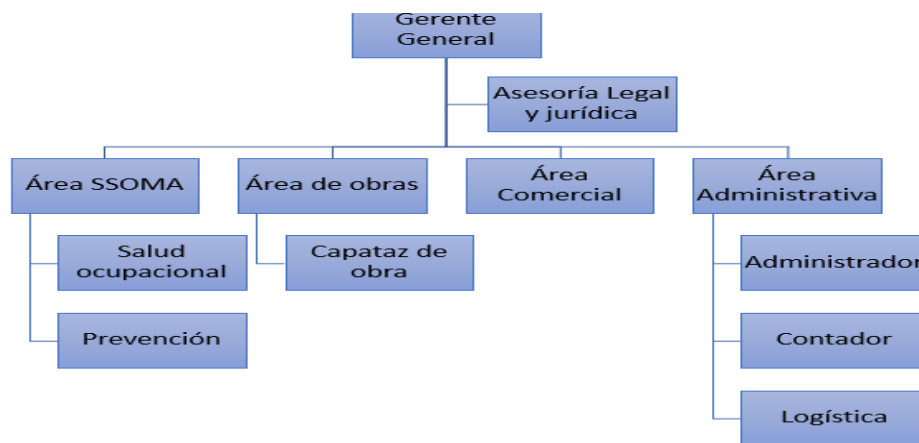 Gerente
General
Asesoría Legal
y jurídica
Área SSOMA
Área de obras
Área
Comercial
Área
Administrativa
Salud
ocupacional
Capataz de
obra
Administrador
Prevención
Contador
Logística